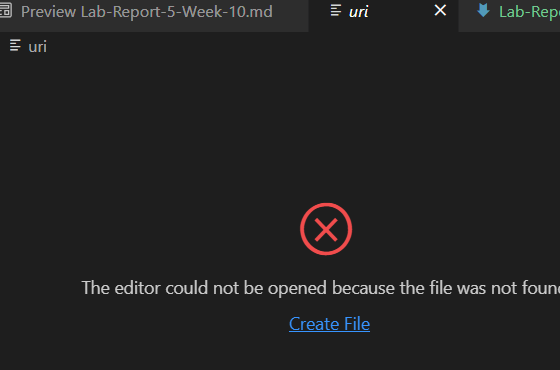 Preview Lab-Report-5-Week-10.md uri Lab-Rep
uri
The editor could not be opened because the file was not foun
Create File